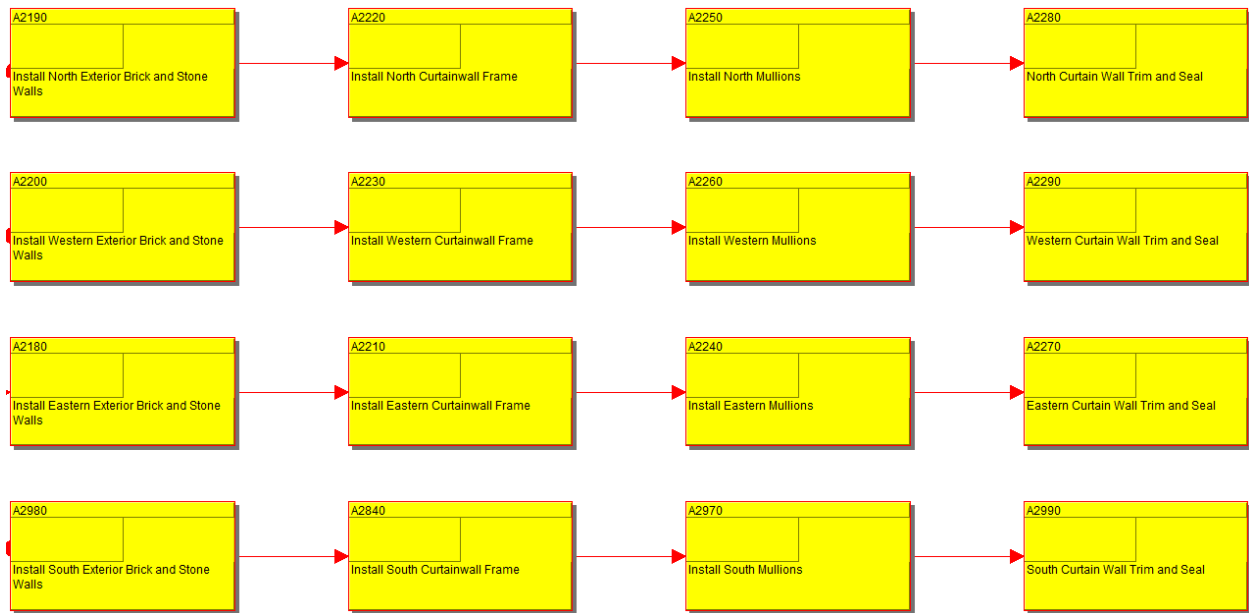 A2190
Install North Exterior Brick and Stone
Walls
A2220
Install North Curtainwall Frame
A2250
Install North Mullions
A2280
North Curtain Wall Trim and Seal
A2200
Install Western Exterior Brick and Stone
Walls
A2230
Install Western Curtainwall Frame
A2260
Install Western Mullions
A2290
Western Curtain Wall Trim and Seal
A2180
Install Eastern Exterior Brick and Stone
Walls
A2210
Install Eastern Curtainwall Frame
A2240
Install Eastern Mullions
A2270
Eastern Curtain Wall Trim and Seal
A2980
Install South Exterior Brick and Stone
Walls
A2840
Install South Curtainwall Frame
A2970
Install South Mullions
A2990
South Curtain Wall Trim and Seal